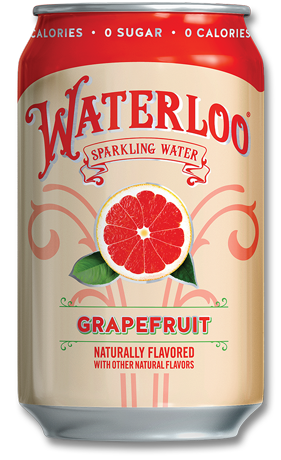 CALORIES • 0 SUGAR • 0 CALORIES
WATERLOO®
SPARKLING WATER
GRAPEFRUIT
NATURALLY FLAVORED
WITH OTHER NATURAL FLAVORS